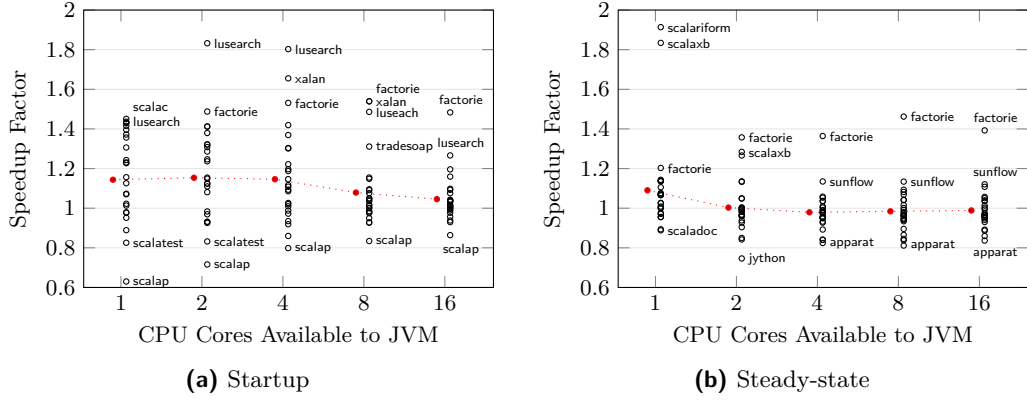 2
1.8
1.6
1.4
1.2
1
0.8
0.6
Speedup Factor
scalac
lusearch
scalatest
scalap
lusearch
factorie
scalatest
scalap
lusearch
xalan
factorie
scalap
factorie
xalan
luseach
tradesoap
scalap
factorie
lusearch
scalap
1 2 4 8 16
CPU Cores Available to JVM
(a) Startup
2
1.8
1.6
1.4
1.2
1
0.8
0.6
Speedup Factor
scalariform
scalaxb
factorie
scaladoc
factorie
scalaxb
jython
factorie
sunflow
apparat
factorie
sunflow
apparat
factorie
sunflow
apparat
1 2 4 8 16
CPU Cores Available to JVM
(b) Steady-state